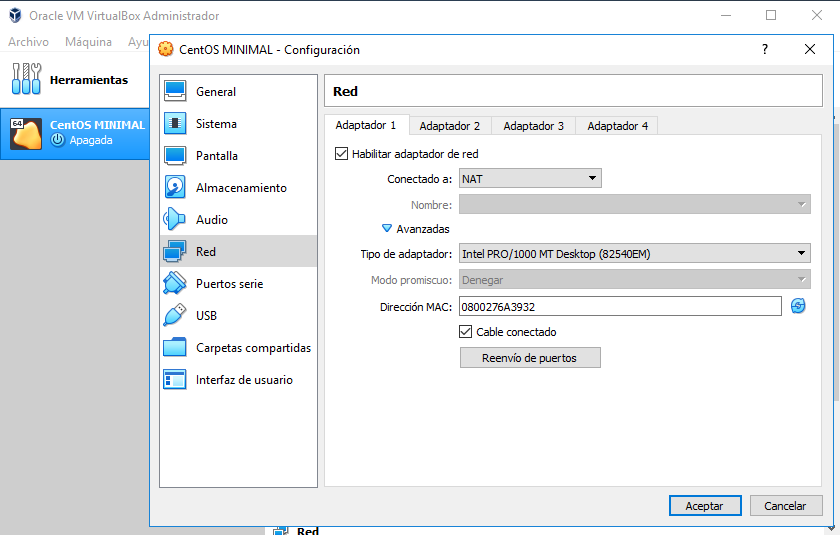 Oracle VM VirtualBox Administrador
Archivo Máquina Ayu
Herramientas
64
CentOS MINIMAL
Apagada
CentOS MINIMAL - Configuración
?
General
Sistema
Pantalla
Almacenamiento
Audio
Red
Puertos serie
USB
Carpetas compartidas
Interfaz de usuario
Red
Adaptador 1 Adaptador 2 Adaptador 3 Adaptador 4
Habilitar adaptador de red
Conectado a: NAT
Nombre:
Avanzadas
Tipo de adaptador: Intel PRO/1000 MT Desktop (82540EM)
Modo promiscuo: Denegar
Dirección MAC: 0800276A3932
Cable conectado
Reenvío de puertos
Aceptar Cancelar
Red